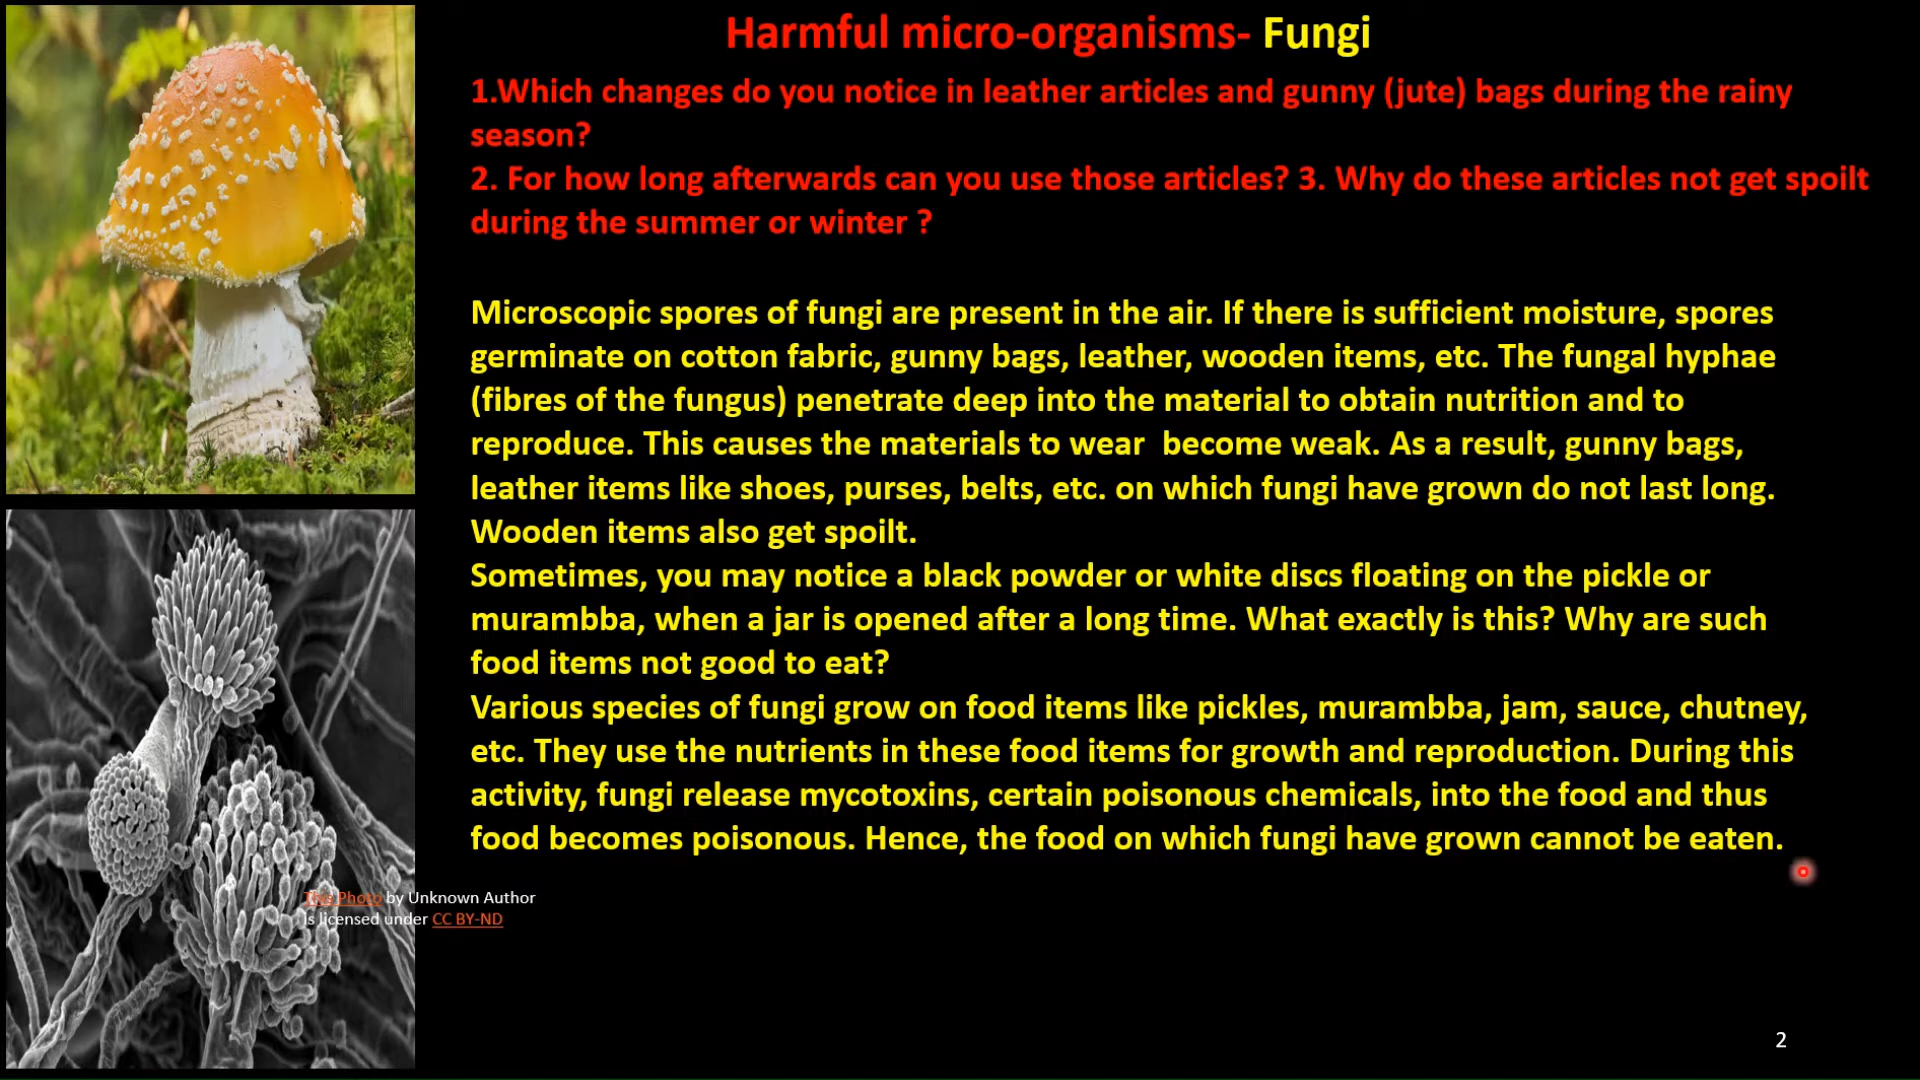 Harmful micro-organisms- Fungi
1.Which changes do you notice in leather articles and gunny (jute) bags during the rainy
season?
2. For how long afterwards can you use those articles? 3. Why do these articles not get spoilt
during the summer or winter ?
Microscopic spores of fungi are present in the air. If there is sufficient moisture, spores
germinate on cotton fabric, gunny bags, leather, wooden items, etc. The fungal hyphae
(fibres of the fungus) penetrate deep into the material to obtain nutrition and to
reproduce. This causes the materials to wear  become weak. As a result, gunny bags,
leather items like shoes, purses, belts, etc. on which fungi have grown do not last long.
Wooden items also get spoilt.
Sometimes, you may notice a black powder or white discs floating on the pickle or
murambba, when a jar is opened after a long time. What exactly is this? Why are such
food items not good to eat?
Various species of fungi grow on food items like pickles, murambba, jam, sauce, chutney,
etc. They use the nutrients in these food items for growth and reproduction. During this
activity, fungi release mycotoxins, certain poisonous chemicals, into the food and thus
food becomes poisonous. Hence, the food on which fungi have grown cannot be eaten.
This Photo by Unknown Author
is licensed under CC BY-ND
2